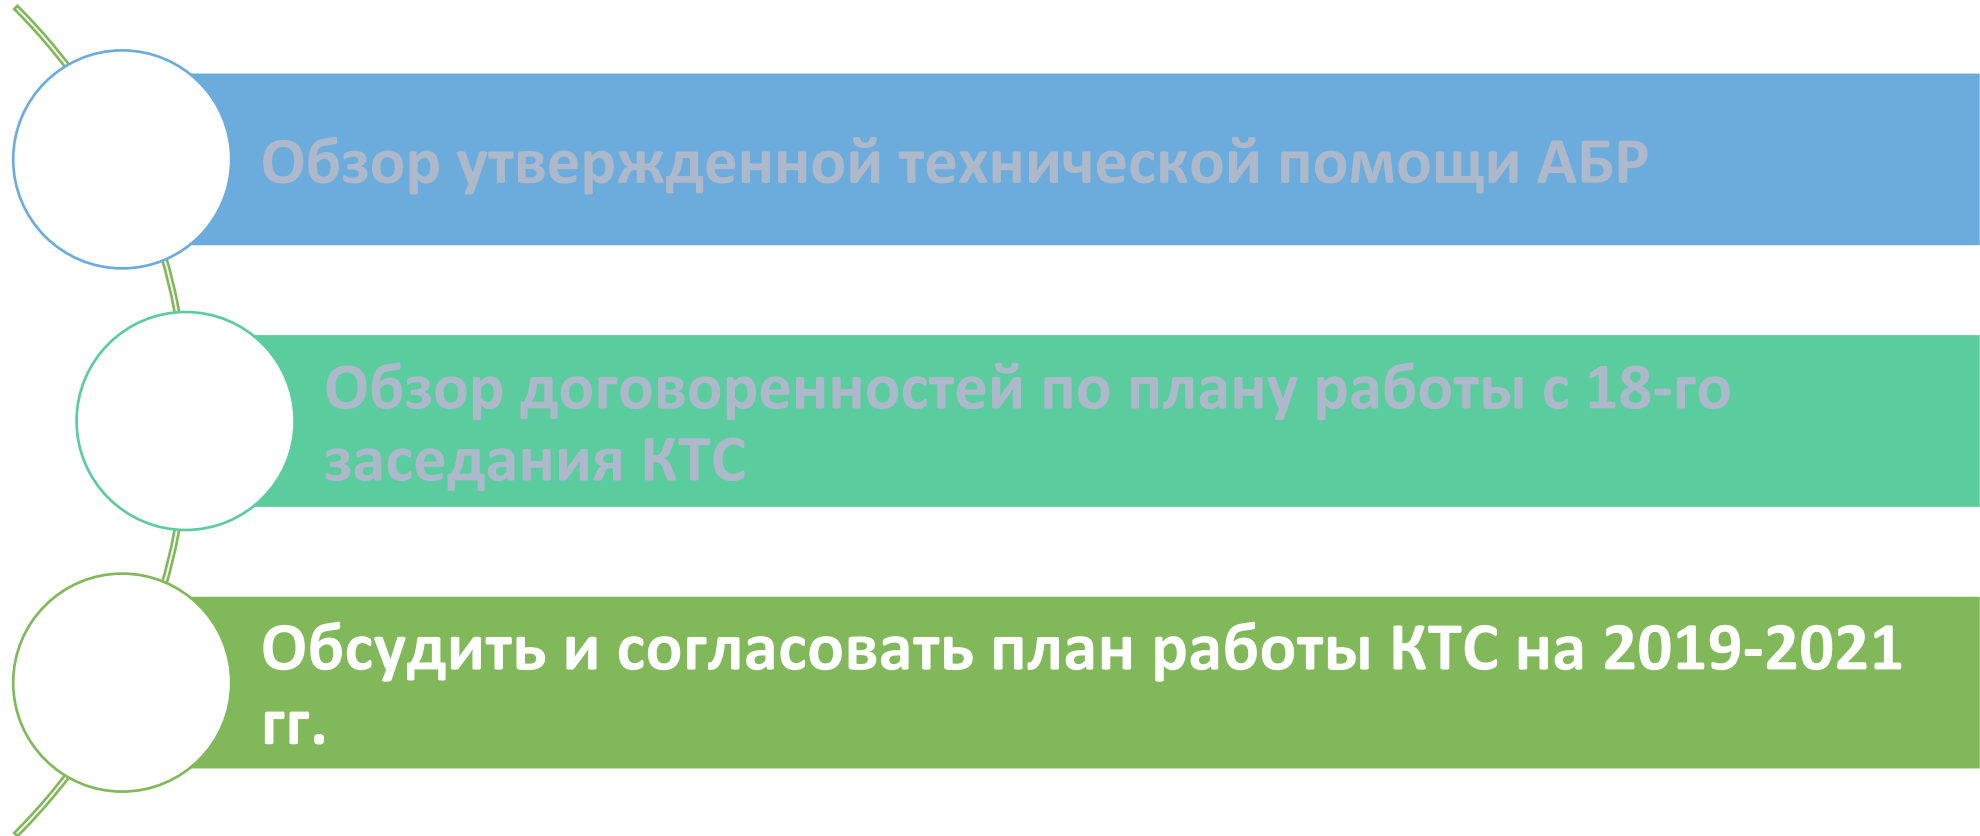 Обзор утвержденной технической помощи АБР
Обзор договоренностей по плану работы с 18-го
заседания КТС
Обсудить и согласовать план работы КТС на 2019-2021
гг.